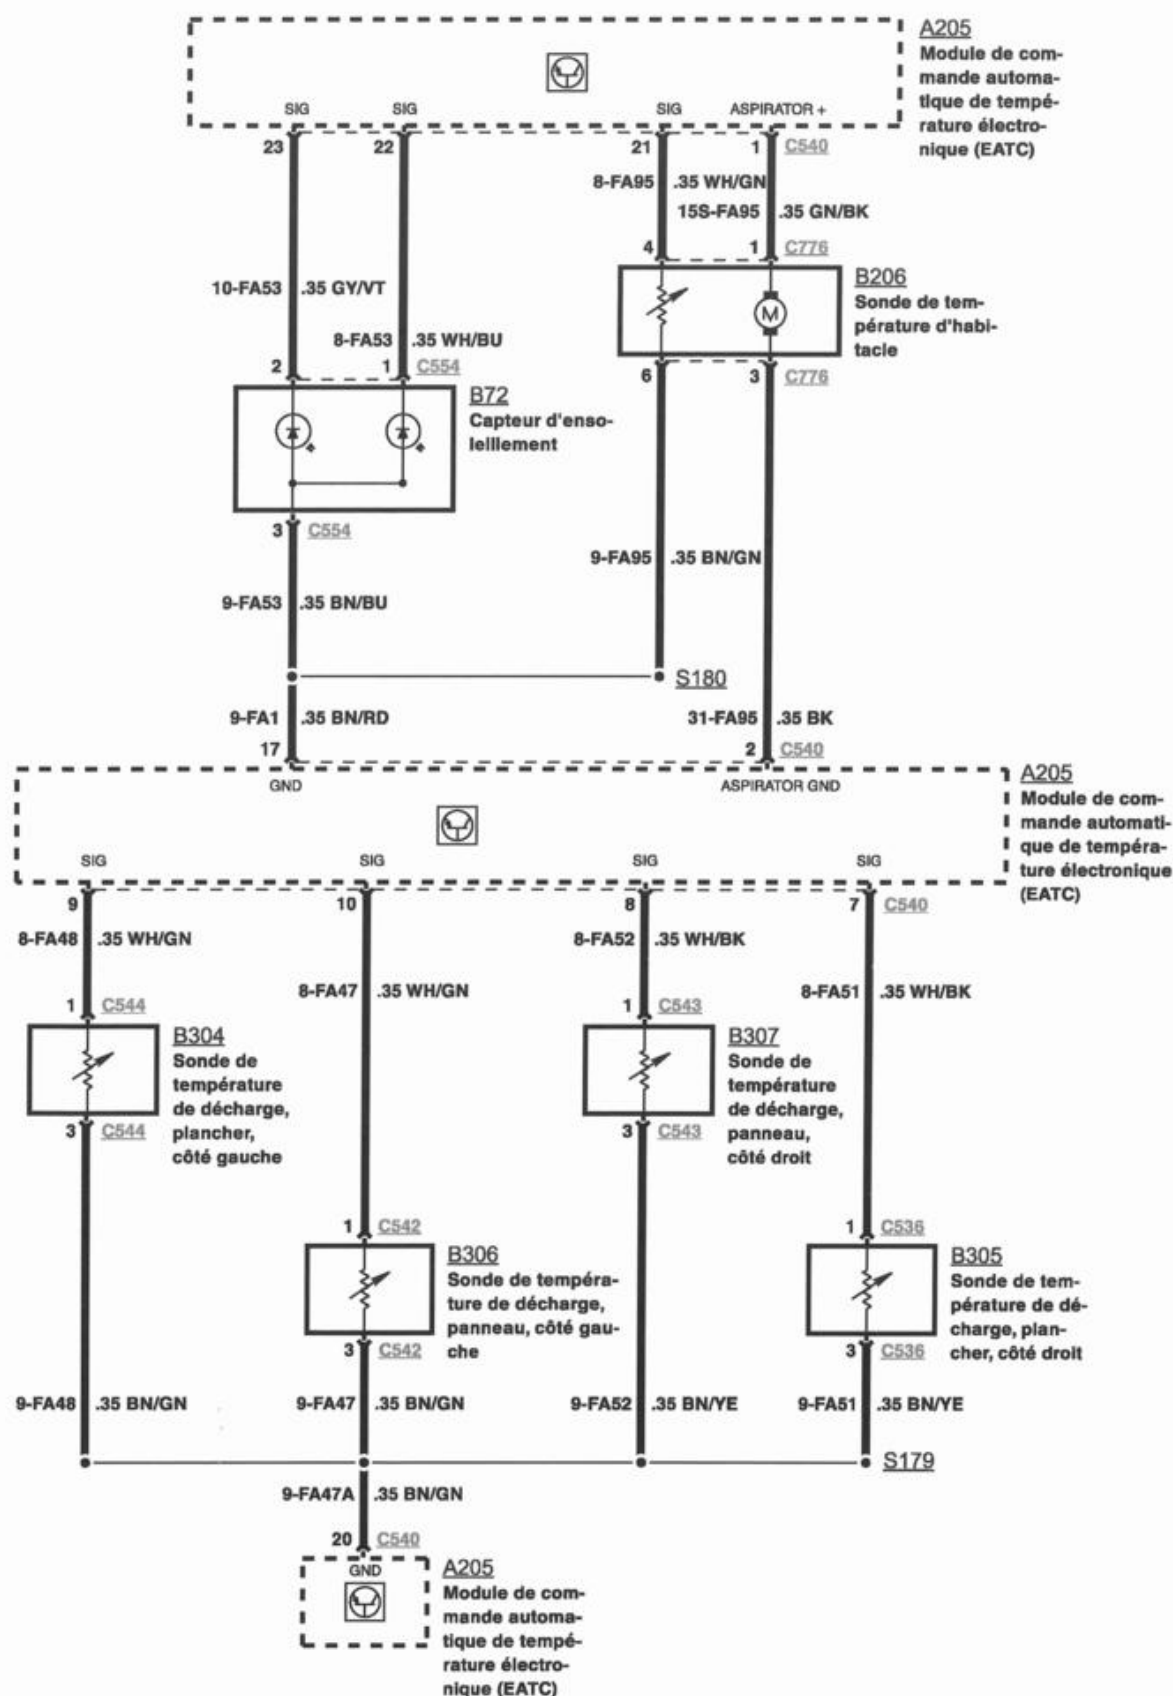 A205
Module de com-
mande automa-
tique de tempé-
rature électro-
nique (EATC)
SIG
SIG
SIG
ASPIRATOR +
23
22
21
1
C540
8-FA95
.35 WH/GN
15S-FA95
.35 GN/BK
4
1
C776
10-FA53
.35 GY/VT
B206
Sonde de tem-
pérature d'habi-
tacle
8-FA53
.35 WH/BU
2
1
C554
6
3
C776
B72
Capteur d'enso-
leillement
3
C554
9-FA95
.35 BN/GN
9-FA53
.35 BN/BU
S180
9-FA1
.35 BN/RD
31-FA95
.35 BK
17
2
C540
GND
ASPIRATOR GND
A205
Module de com-
mande automati-
que de tempéra-
ture électronique
(EATC)
SIG
SIG
SIG
SIG
9
10
8
7
C540
8-FA48
.35 WH/GN
8-FA52
.35 WH/BK
8-FA47
.35 WH/GN
8-FA51
.35 WH/BK
1
C544
1
C543
B304
Sonde de
température
de décharge,
plancher,
côté gauche
B307
Sonde de
température
de décharge,
panneau,
côté droit
3
C544
3
C543
1
C542
1
C536
B306
Sonde de tempéra-
ture de décharge,
panneau, côté gau-
che
B305
Sonde de tem-
pérature de dé-
charge, plan-
cher, côté droit
3
C542
3
C536
9-FA48
.35 BN/GN
9-FA47
.35 BN/GN
9-FA52
.35 BN/YE
9-FA51
.35 BN/YE
S179
9-FA47A
.35 BN/GN
20
C540
GND
A205
Module de com-
mande automa-
tique de tempé-
rature électro-
nique (EATC)
M